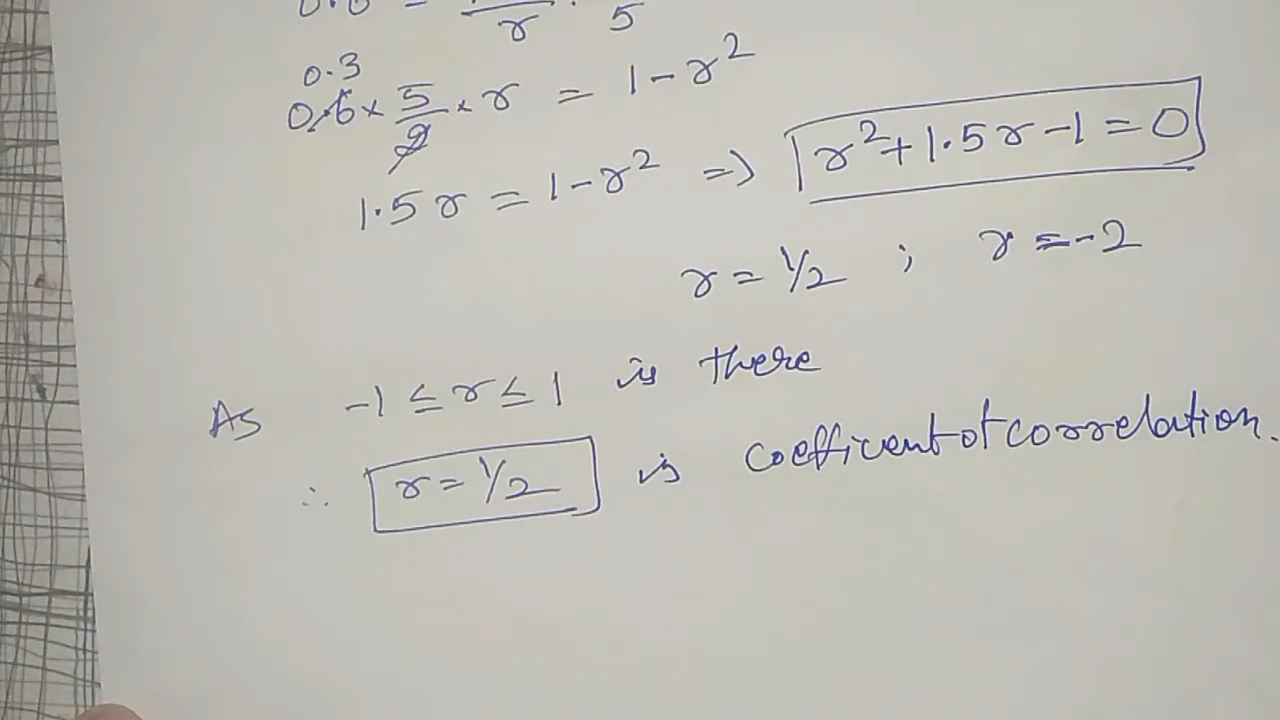 r 5
0.3
0.6 × 5/2 × r = 1 - r²
1.5 r = 1 - r² => r² + 1.5 r - 1 = 0
r = 1/2 ; r = -2
As -1 ≤ r ≤ 1 is there
∴ r = 1/2 is coefficent of correlation.